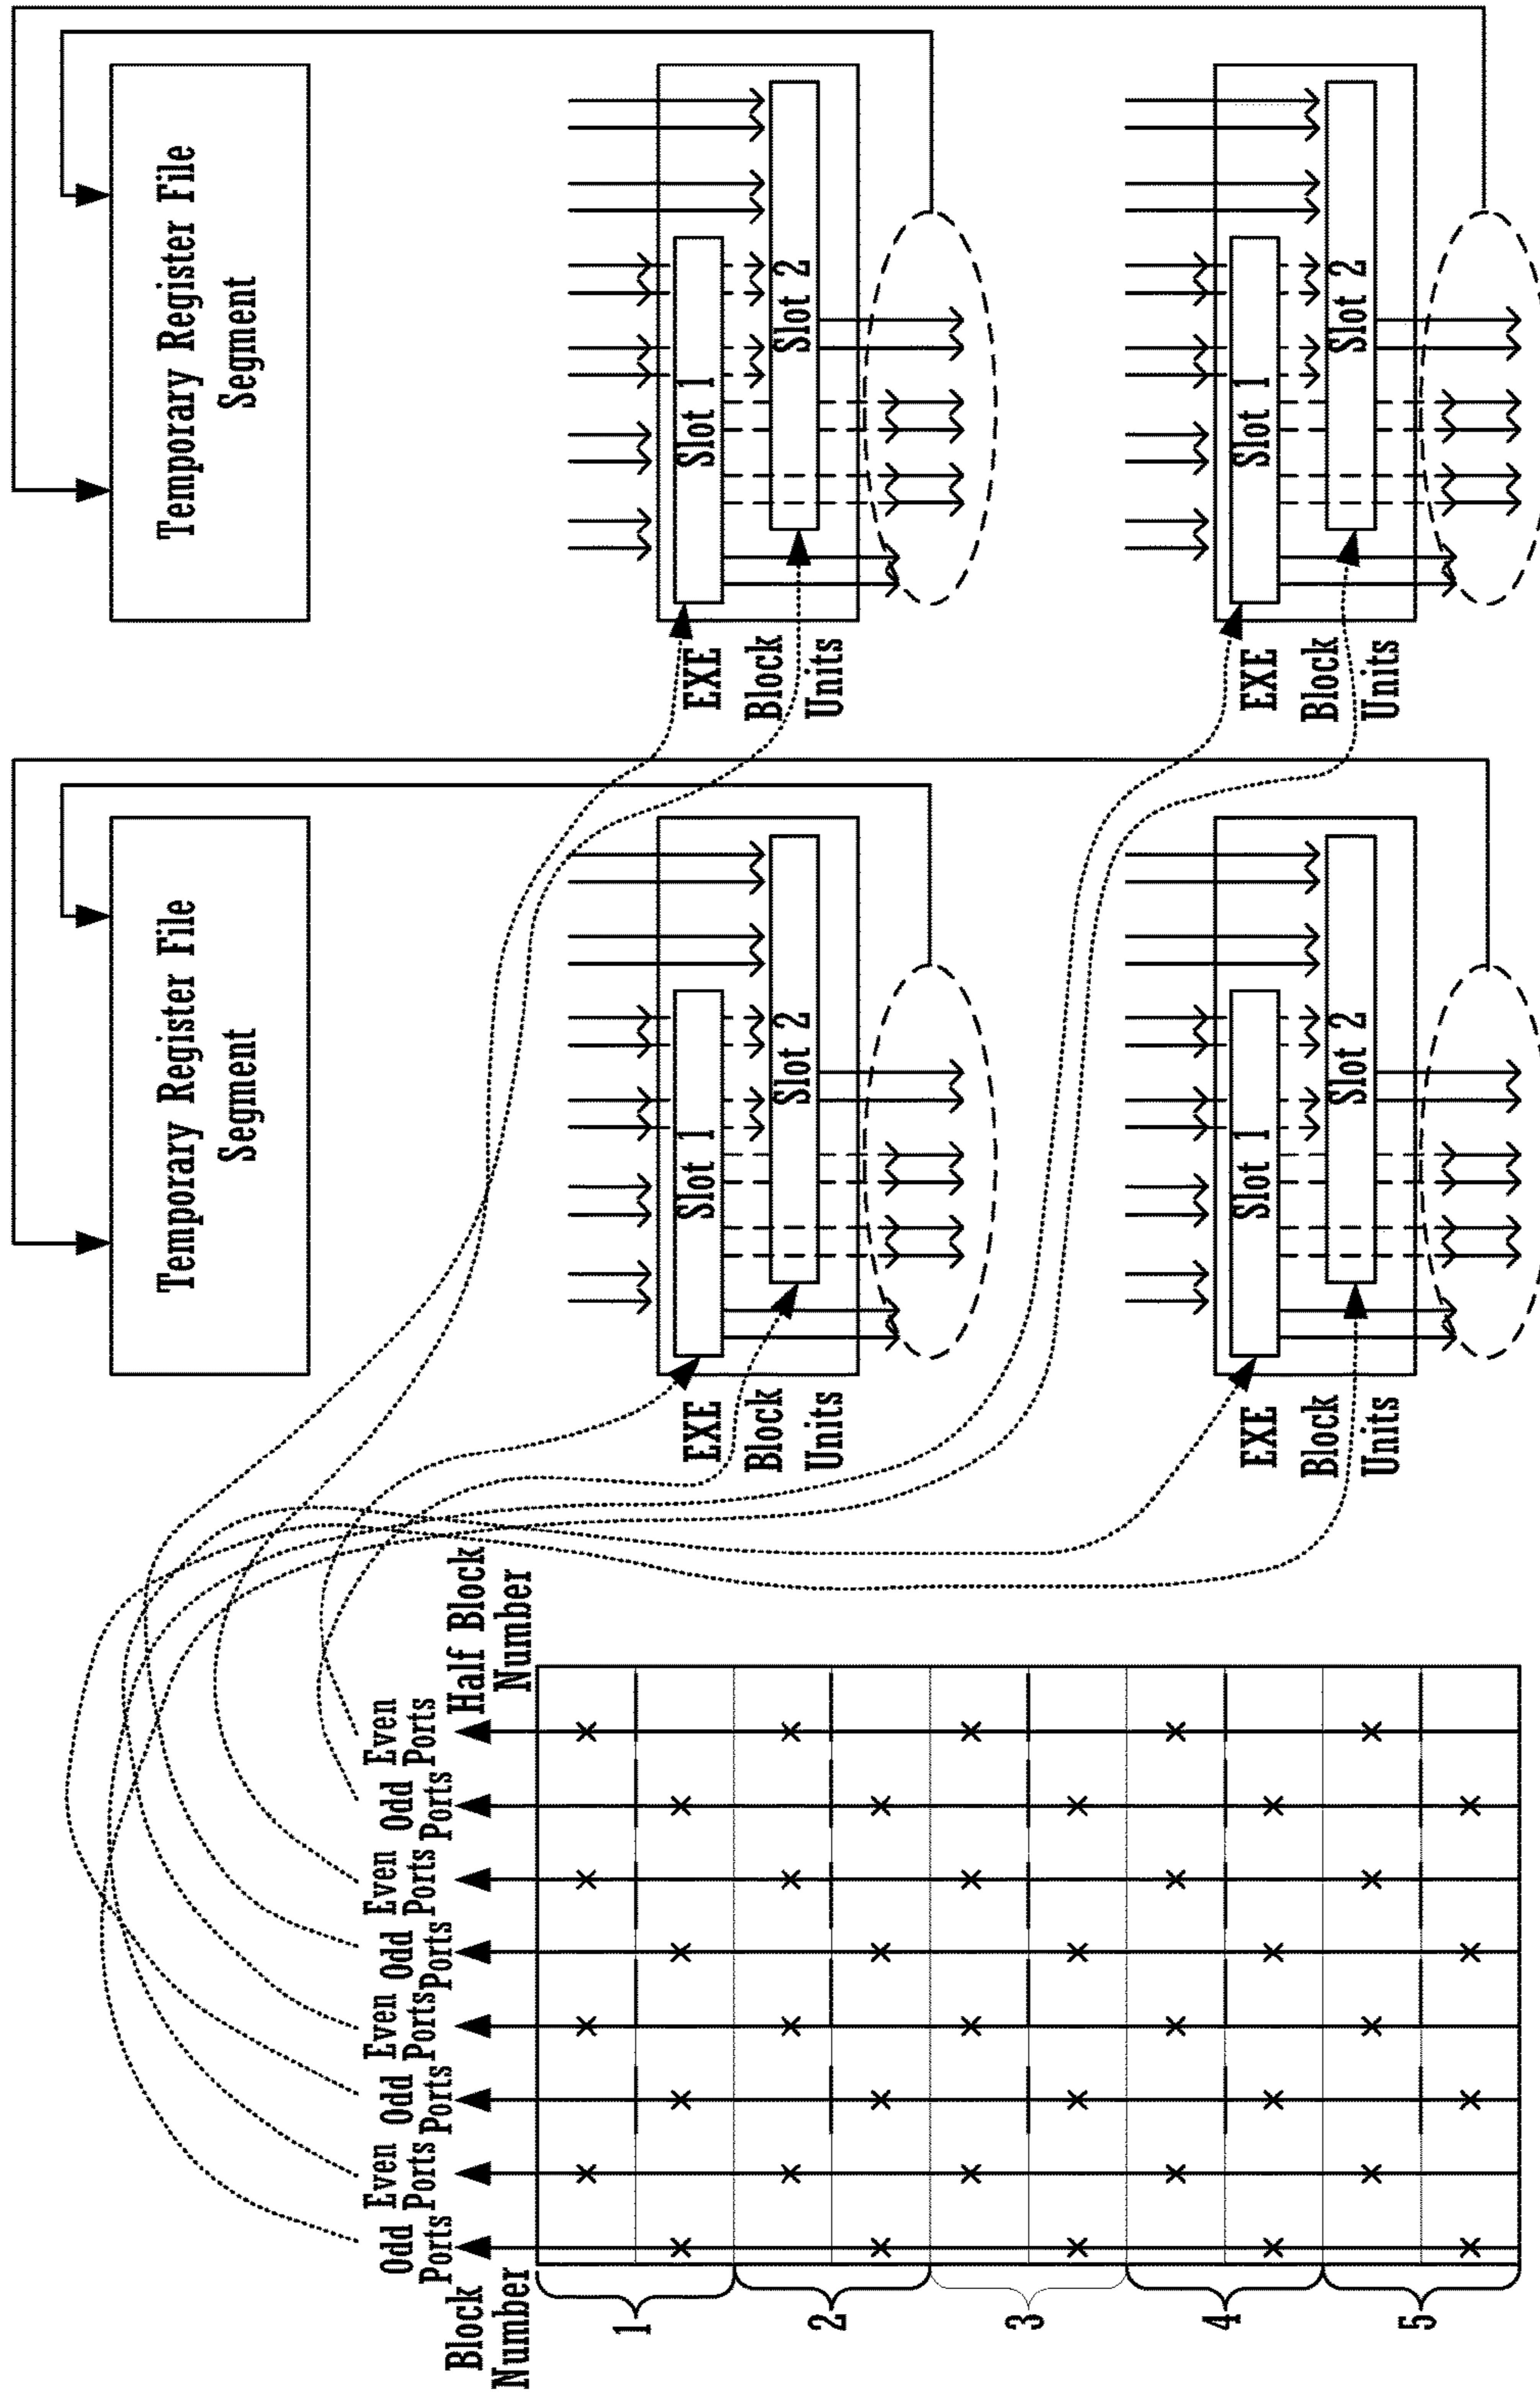 Block
Number
Odd
Ports
Even
Ports
Odd
Ports
Even
Ports
Odd
Ports
Even
Ports
Odd
Ports
Even
Ports
Half Block
Number
1
2
3
4
5
Temporary Register File
Segment
EXE
Block
Units
Slot 1
Slot 2
EXE
Block
Units
Slot 1
Slot 2
Temporary Register File
Segment
EXE
Block
Units
Slot 1
Slot 2
EXE
Block
Units
Slot 1
Slot 2